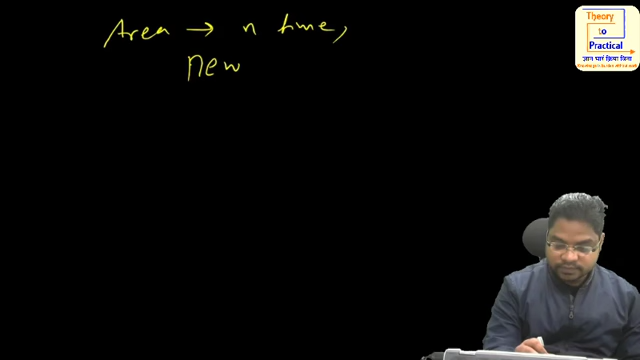 Area → n time,
new
Theory
to
Practical
ज्ञान भारं क्रिया बिना